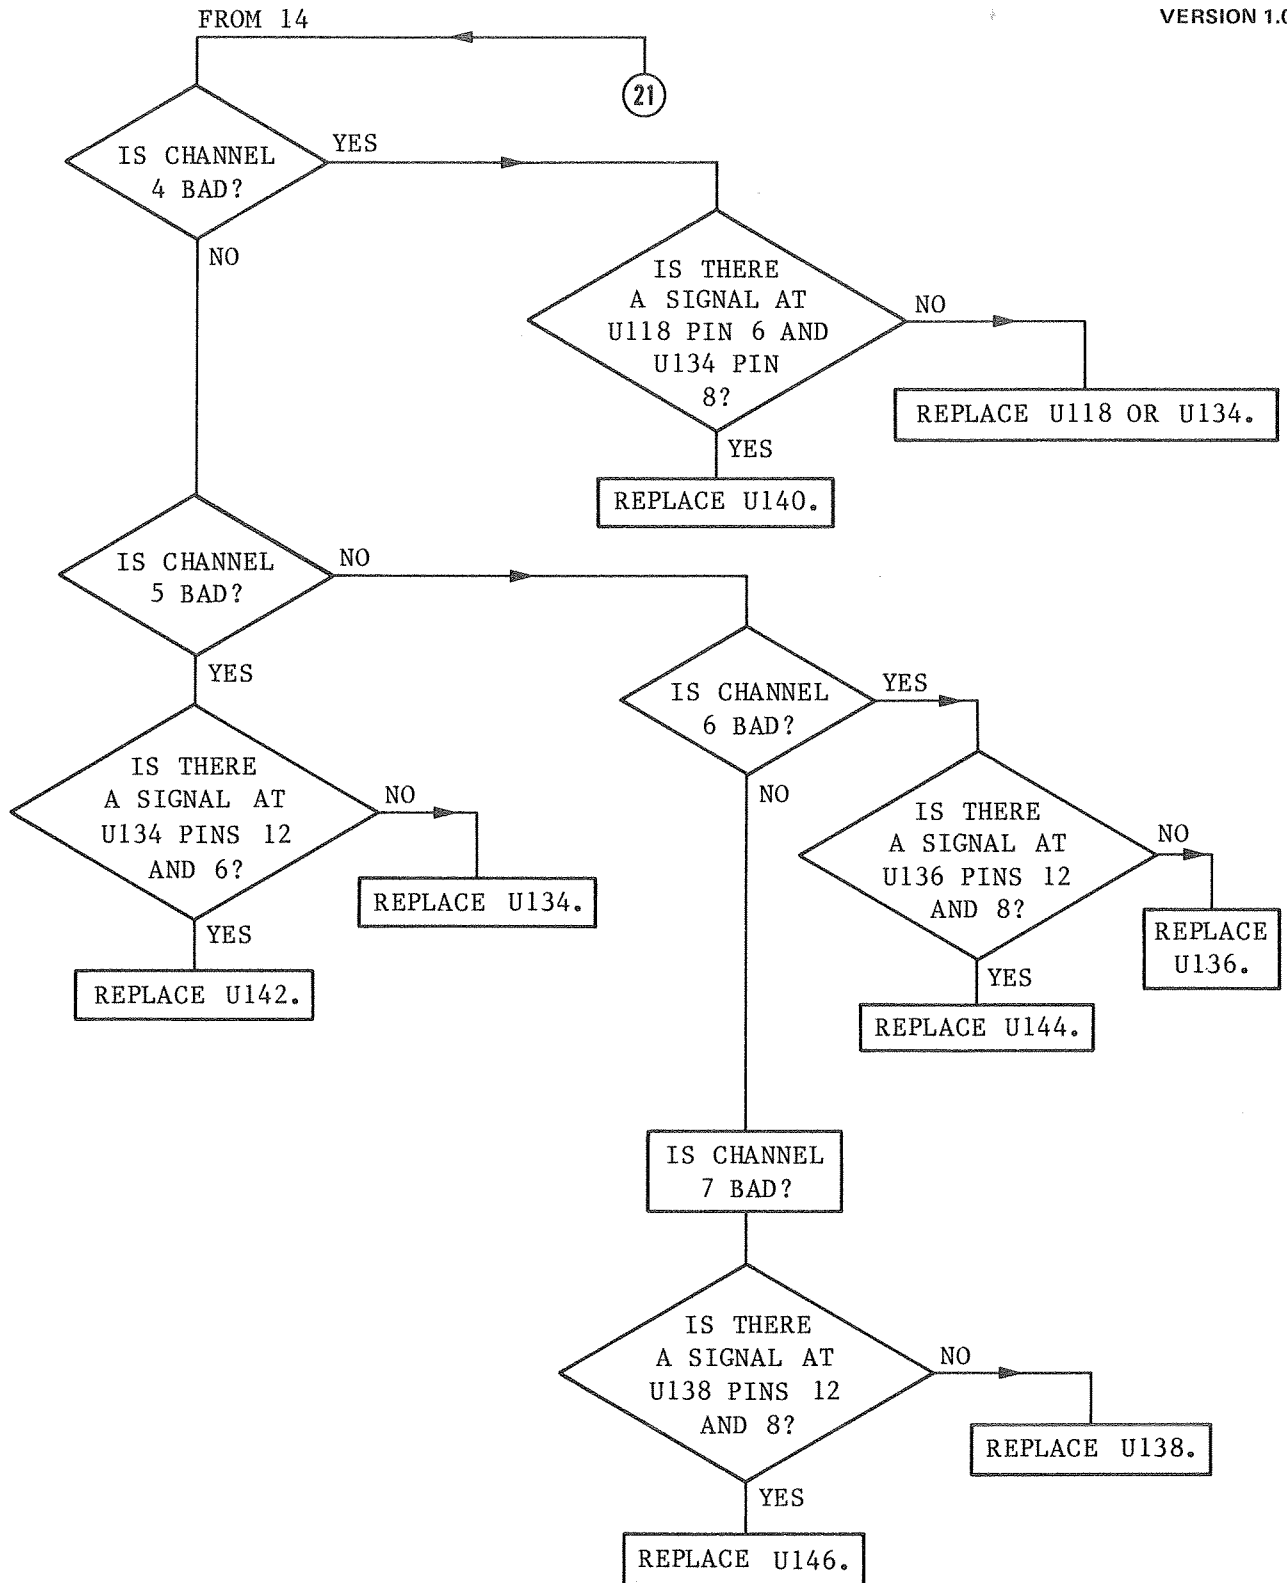 FROM 14
VERSION 1.0
21
IS CHANNEL
4 BAD?
YES
NO
IS THERE
A SIGNAL AT
U118 PIN 6 AND
U134 PIN
8?
NO
REPLACE U118 OR U134.
YES
REPLACE U140.
IS CHANNEL
5 BAD?
NO
YES
IS CHANNEL
6 BAD?
YES
NO
IS THERE
A SIGNAL AT
U134 PINS 12
AND 6?
NO
REPLACE U134.
YES
REPLACE U142.
IS THERE
A SIGNAL AT
U136 PINS 12
AND 8?
NO
REPLACE
U136.
YES
REPLACE U144.
IS CHANNEL
7 BAD?
IS THERE
A SIGNAL AT
U138 PINS 12
AND 8?
NO
REPLACE U138.
YES
REPLACE U146.